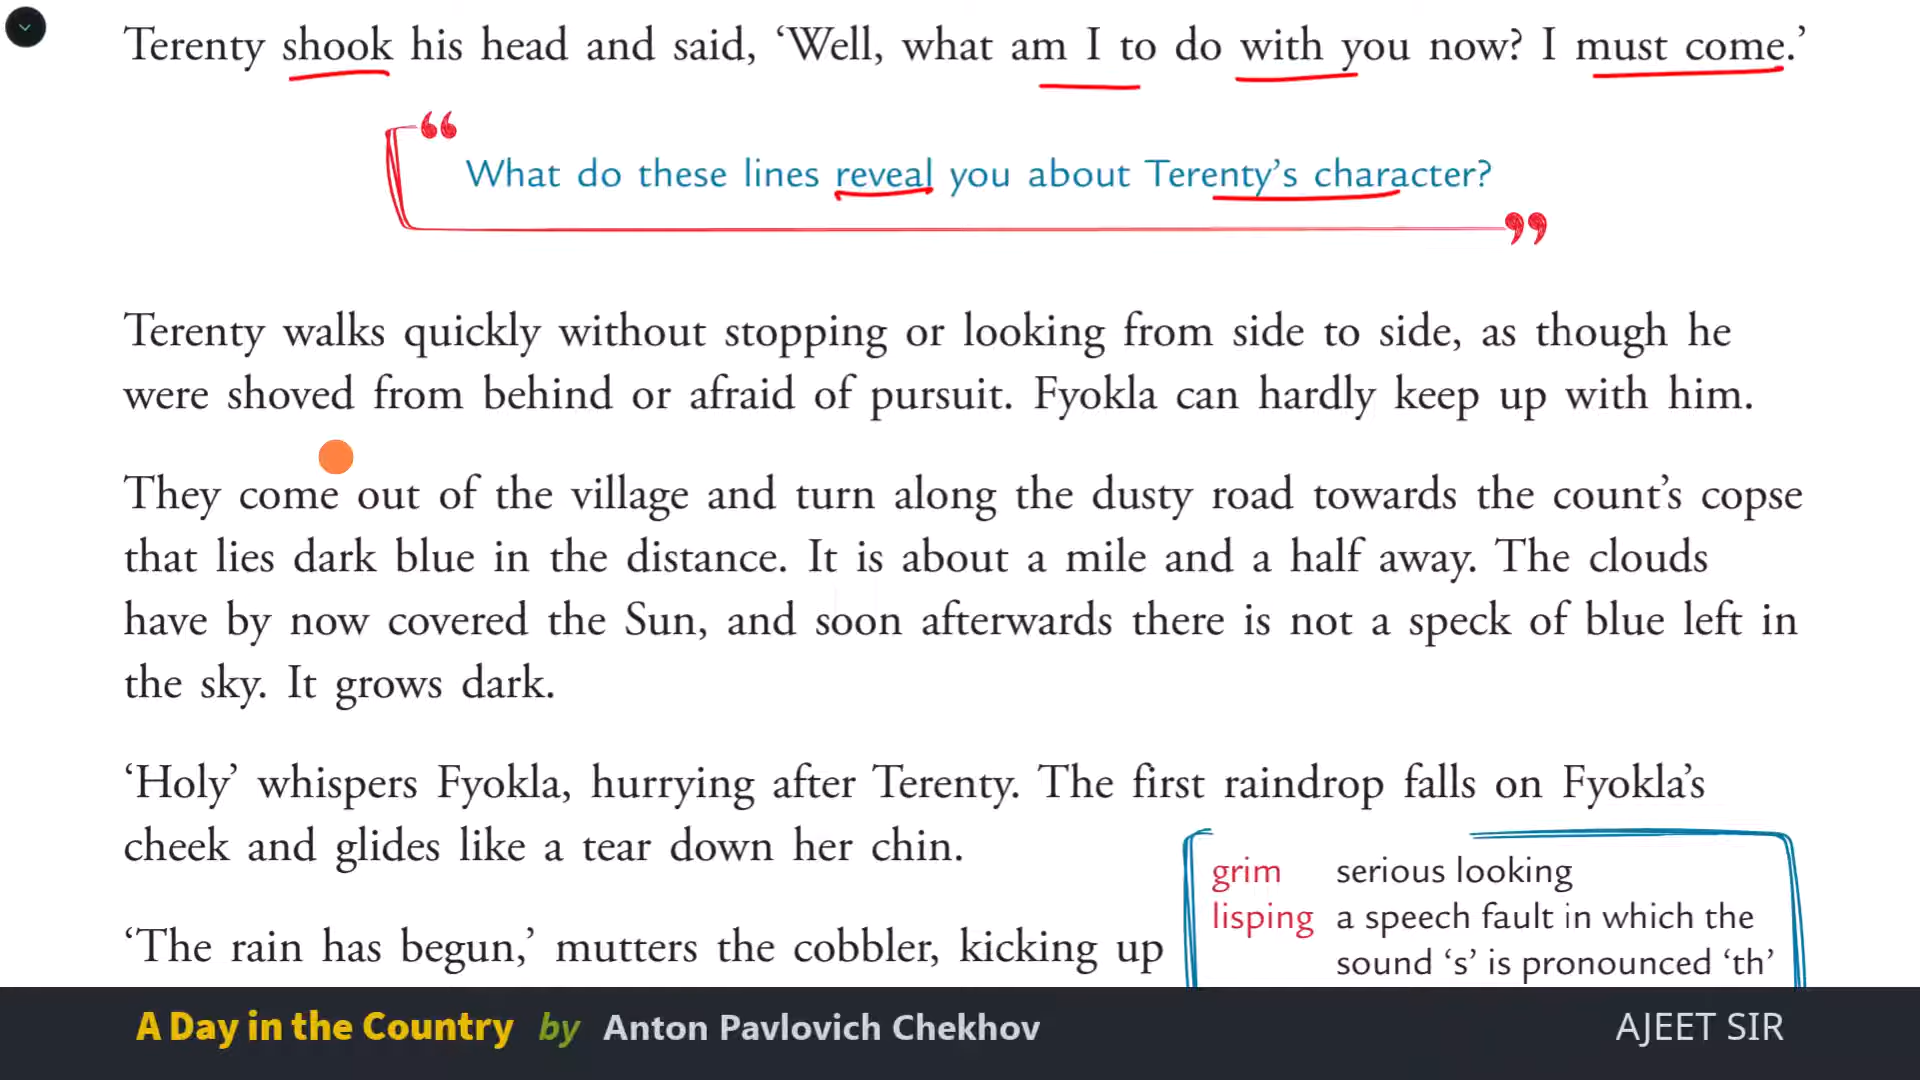 Terenty shook his head and said, ‘Well, what am I to do with you now? I must come.’
“
What do these lines reveal you about Terenty’s character?
”
Terenty walks quickly without stopping or looking from side to side, as though he
were shoved from behind or afraid of pursuit. Fyokla can hardly keep up with him.
They come out of the village and turn along the dusty road towards the count’s copse
that lies dark blue in the distance. It is about a mile and a half away. The clouds
have by now covered the Sun, and soon afterwards there is not a speck of blue left in
the sky. It grows dark.
‘Holy’ whispers Fyokla, hurrying after Terenty. The first raindrop falls on Fyokla’s
cheek and glides like a tear down her chin.
‘The rain has begun,’ mutters the cobbler, kicking up
grim serious looking
lisping a speech fault in which the
sound ‘s’ is pronounced ‘th’
A Day in the Country by Anton Pavlovich Chekhov
AJEET SIR